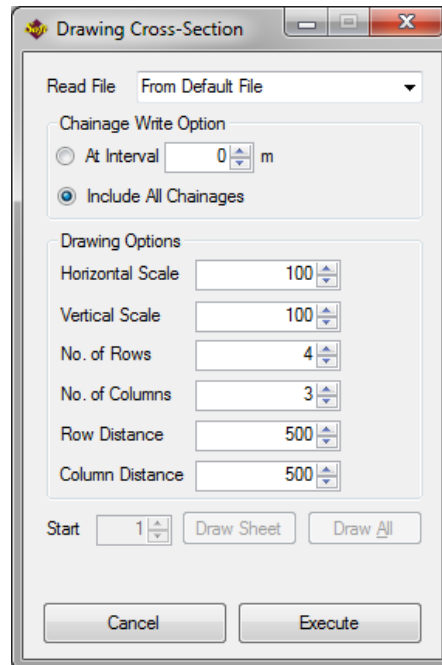 Drawing Cross-Section
Read File From Default File
Chainage Write Option
At Interval 0 m
Include All Chainages
Drawing Options
Horizontal Scale 100
Vertical Scale 100
No. of Rows 4
No. of Columns 3
Row Distance 500
Column Distance 500
Start 1 Draw Sheet Draw All
Cancel Execute